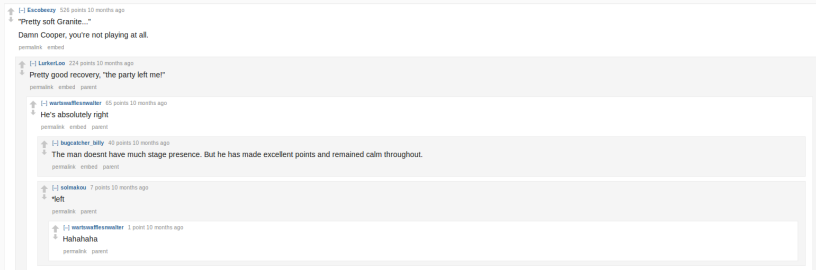 [–] Escobeezy 526 points 10 months ago
"Pretty soft Granite..."
Damn Cooper, you're not playing at all.
permalink embed
[–] LurkerLoo 224 points 10 months ago
Pretty good recovery, "the party left me!"
permalink embed parent
[–] wartswafflesnwalter 65 points 10 months ago
He's absolutely right
permalink embed parent
[–] bugcatcher_billy 40 points 10 months ago
The man doesnt have much stage presence. But he has made excellent points and remained calm throughout.
permalink embed parent
[–] solmakou 7 points 10 months ago
*left
permalink parent
[–] wartswafflesnwalter 1 point 10 months ago
Hahahaha
permalink parent